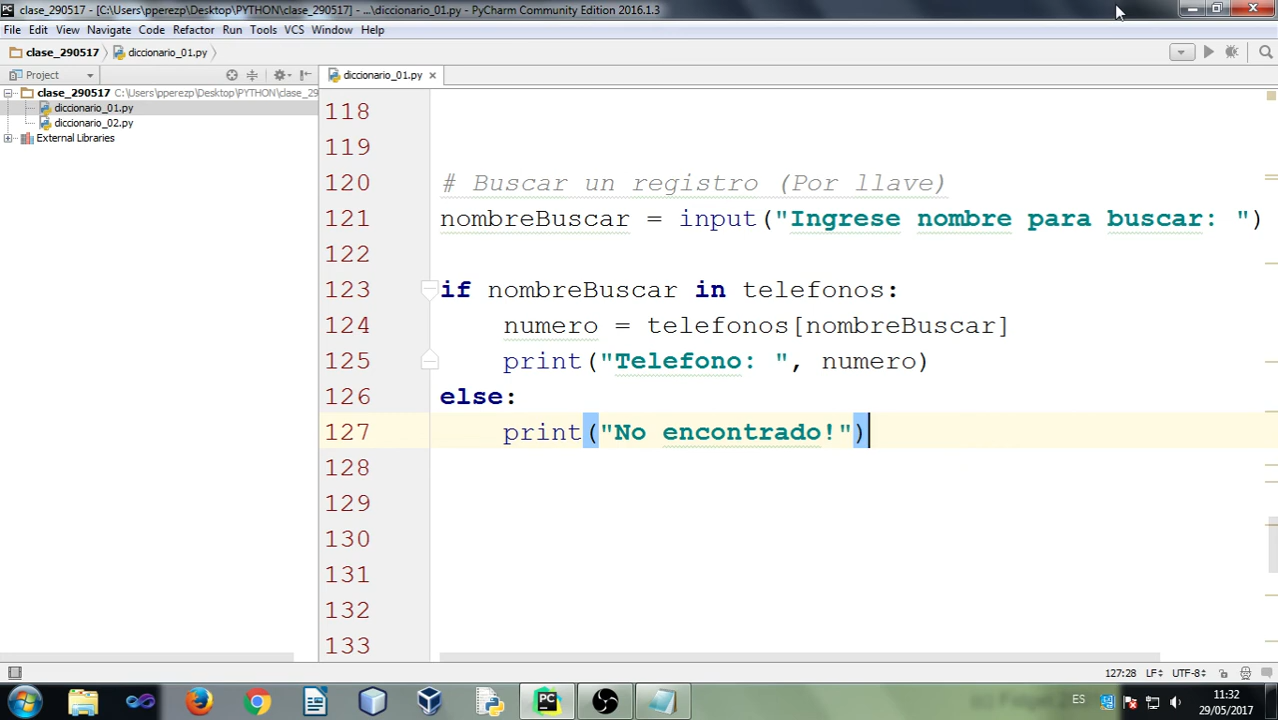 clase_290517 - [C:\Users\pperezp\Desktop\PYTHON\clase_290517] - ...\diccionario_01.py - PyCharm Community Edition 2016.1.3
File Edit View Navigate Code Refactor Run Tools VCS Window Help
clase_290517 diccionario_01.py
Project
diccionario_01.py
clase_290517 C:\Users\pperezp\Desktop\PYTHON\clase_29
diccionario_01.py
diccionario_02.py
External Libraries
118
119
120 # Buscar un registro (Por llave)
121 nombreBuscar = input("Ingrese nombre para buscar: ")
122
123 if nombreBuscar in telefonos:
124 numero = telefonos[nombreBuscar]
125 print("Telefono: ", numero)
126 else:
127 print("No encontrado!")
128
129
130
131
132
133
127:28 LF÷ UTF-8÷
PC
ES
11:32
29/05/2017